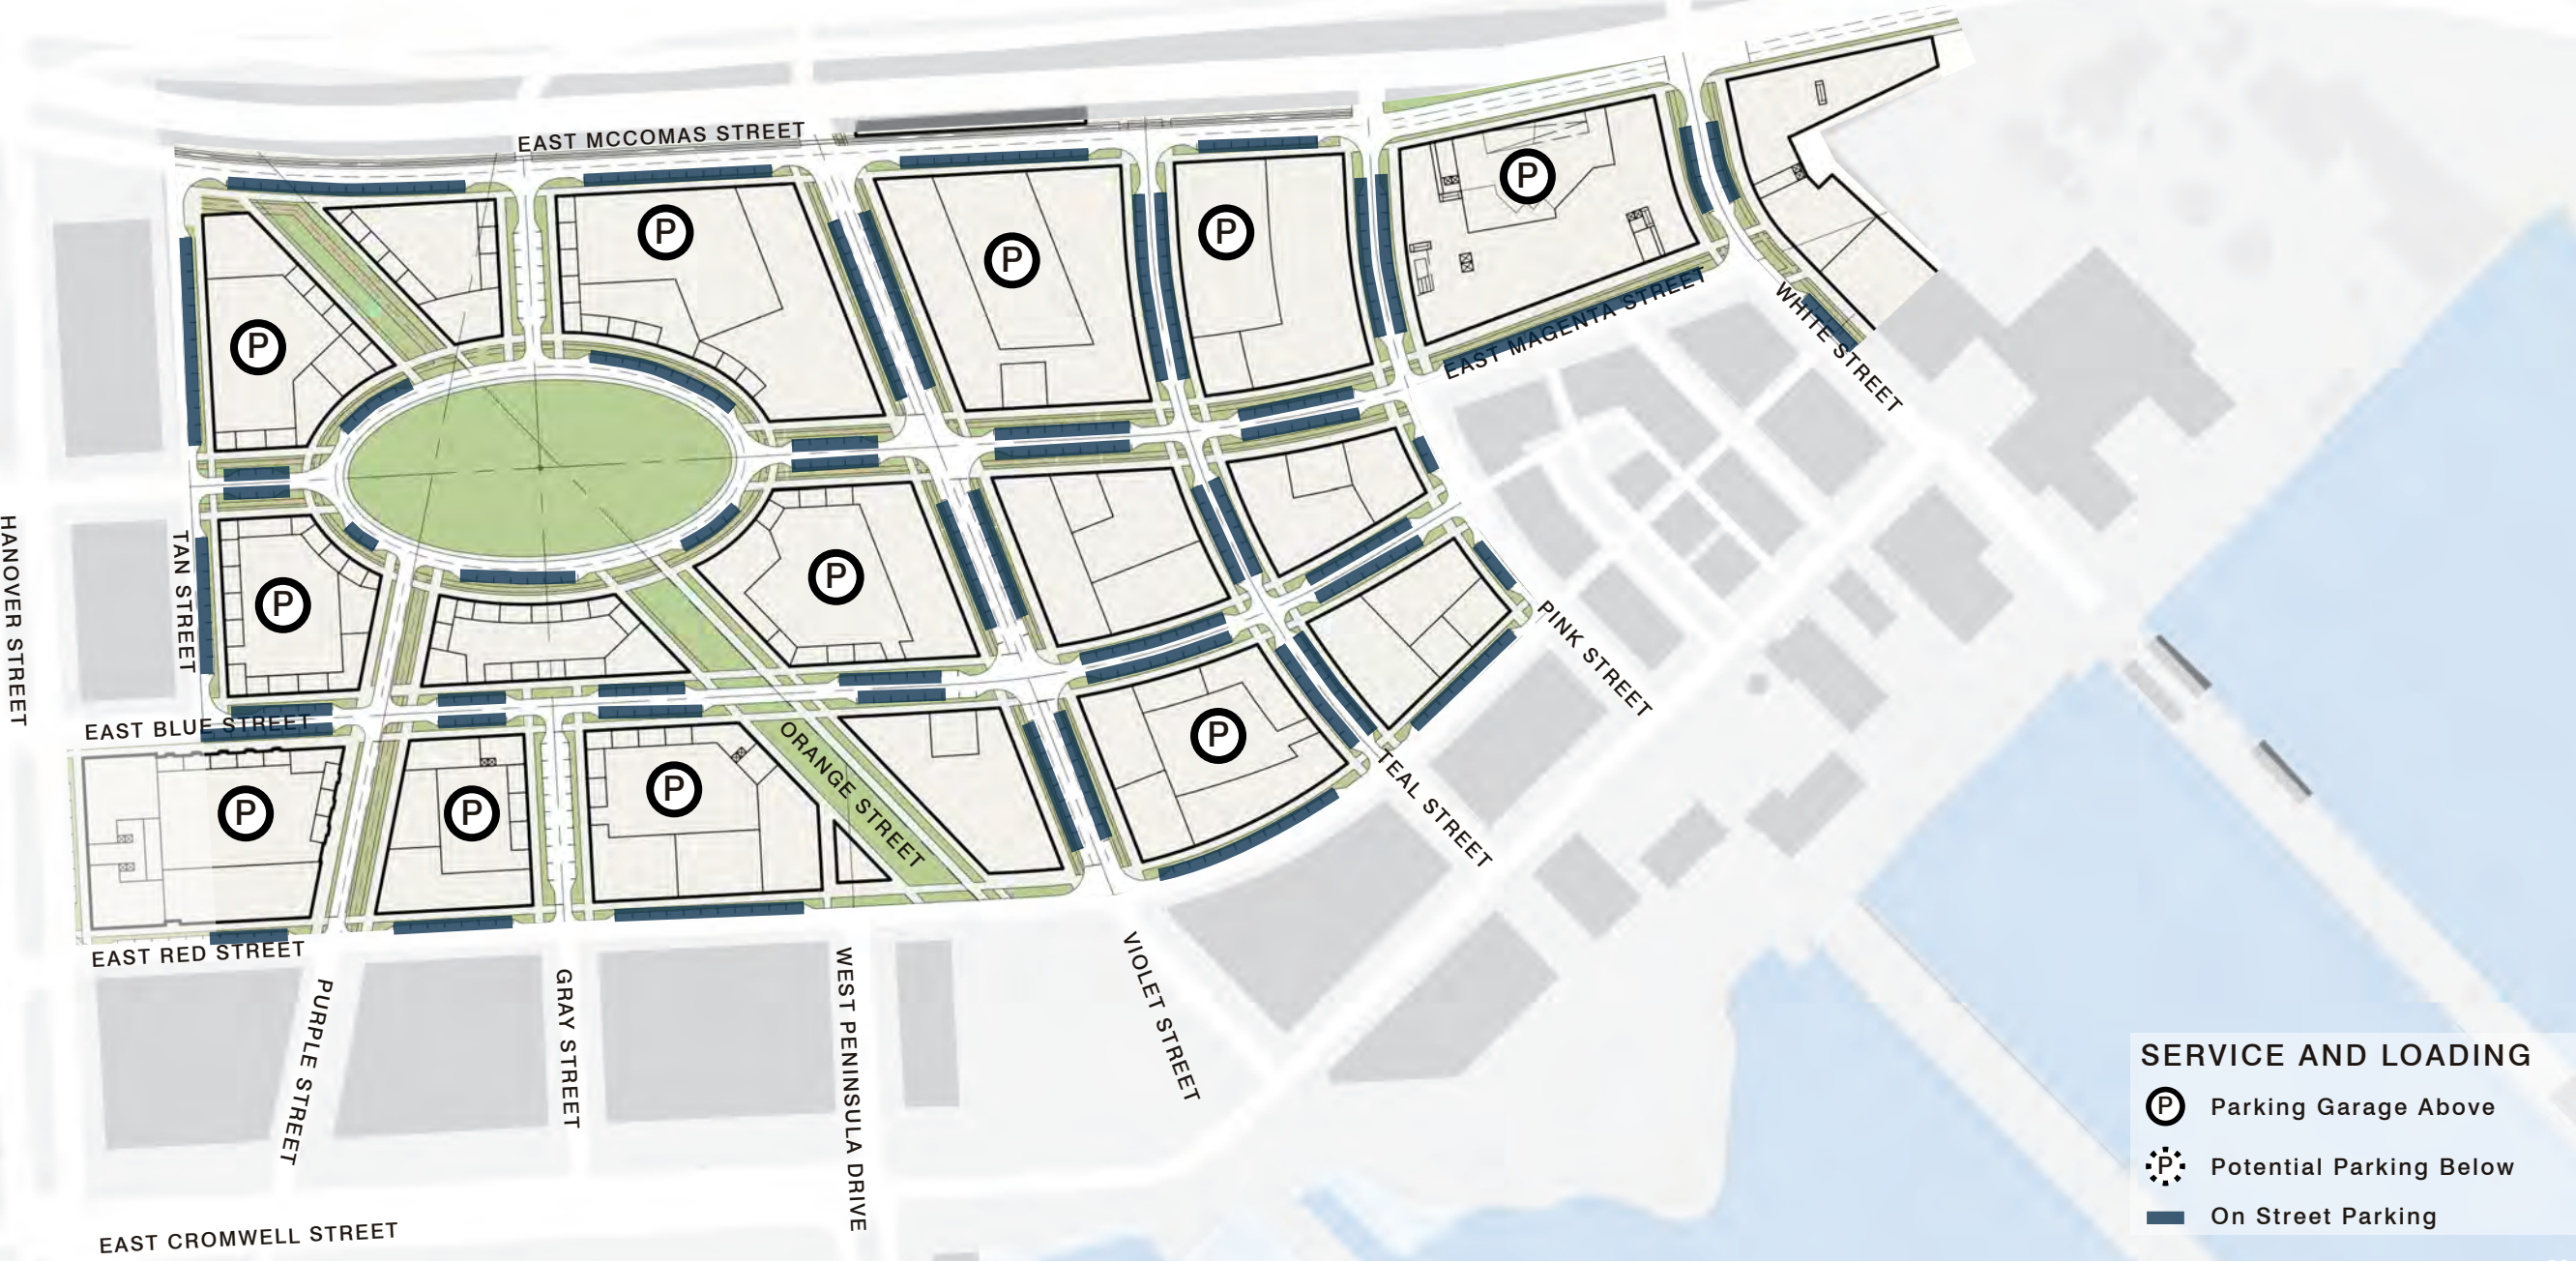 EAST MCCOMAS STREET
P
P
P
P
P
P
P
P
P
P
P
P
EAST MAGENTA STREET
WHITE STREET
HANOVER STREET
TAN STREET
PINK STREET
EAST BLUE STREET
ORANGE STREET
TEAL STREET
EAST RED STREET
PURPLE STREET
GRAY STREET
WEST PENINSULA DRIVE
VIOLET STREET
EAST CROMWELL STREET
SERVICE AND LOADING
P Parking Garage Above
P Potential Parking Below
On Street Parking